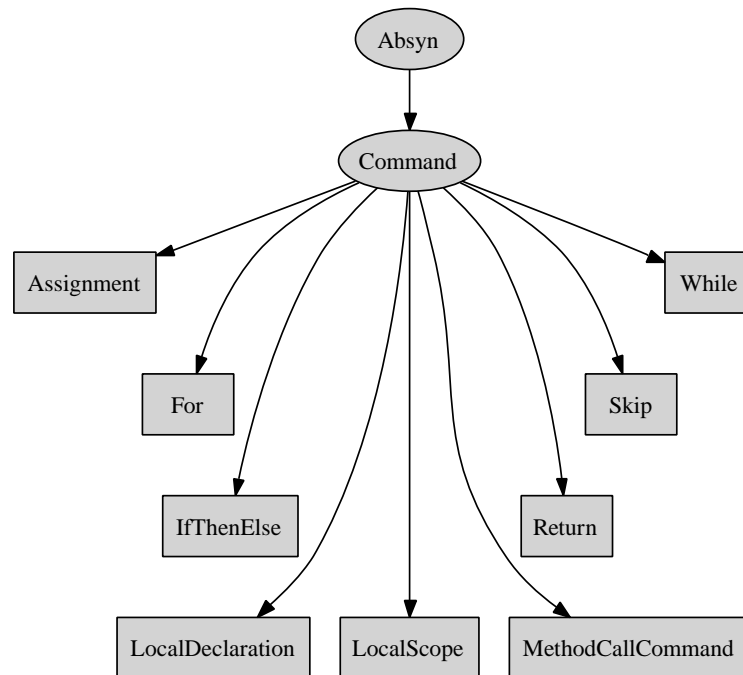 Absyn
Command
Assignment
While
For
Skip
IfThenElse
Return
LocalDeclaration
LocalScope
MethodCallCommand